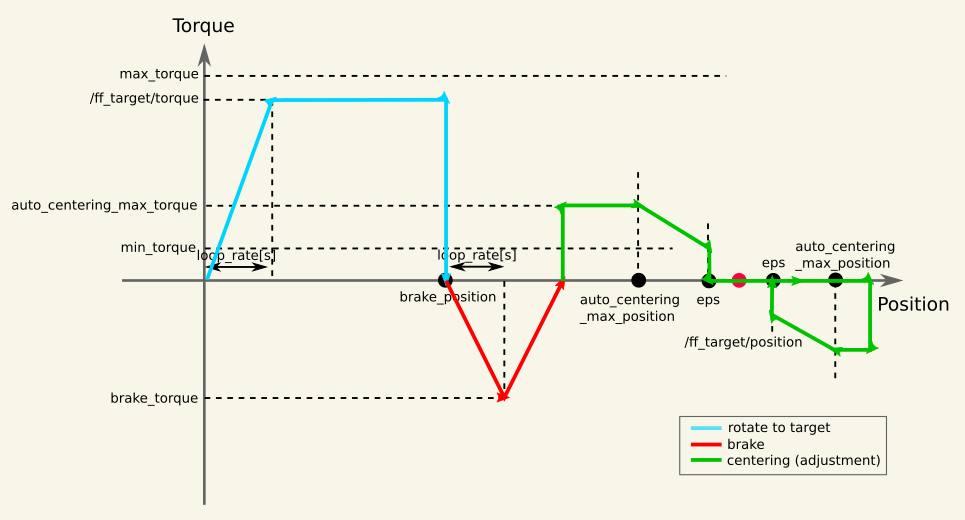 Torque
max_torque
/ff_target/torque
auto_centering_max_torque
min_torque
loop_rate[s]
loop_rate[s]
auto_centering
_max_position
eps
brake_position
auto_centering
_max_position
eps
Position
/ff_target/position
brake_torque
rotate to target
brake
centering (adjustment)